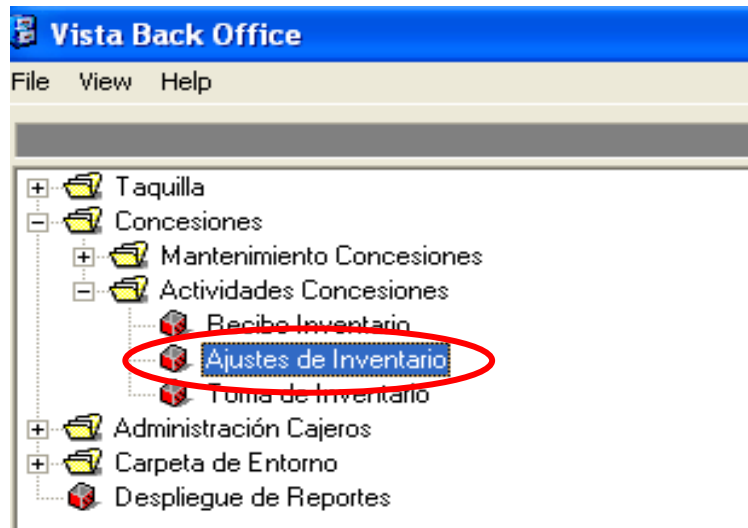 Vista Back Office
File View Help
Taquilla
Concesiones
Mantenimiento Concesiones
Actividades Concesiones
Recibo Inventario
Ajustes de Inventario
Toma de Inventario
Administración Cajeros
Carpeta de Entorno
Despliegue de Reportes